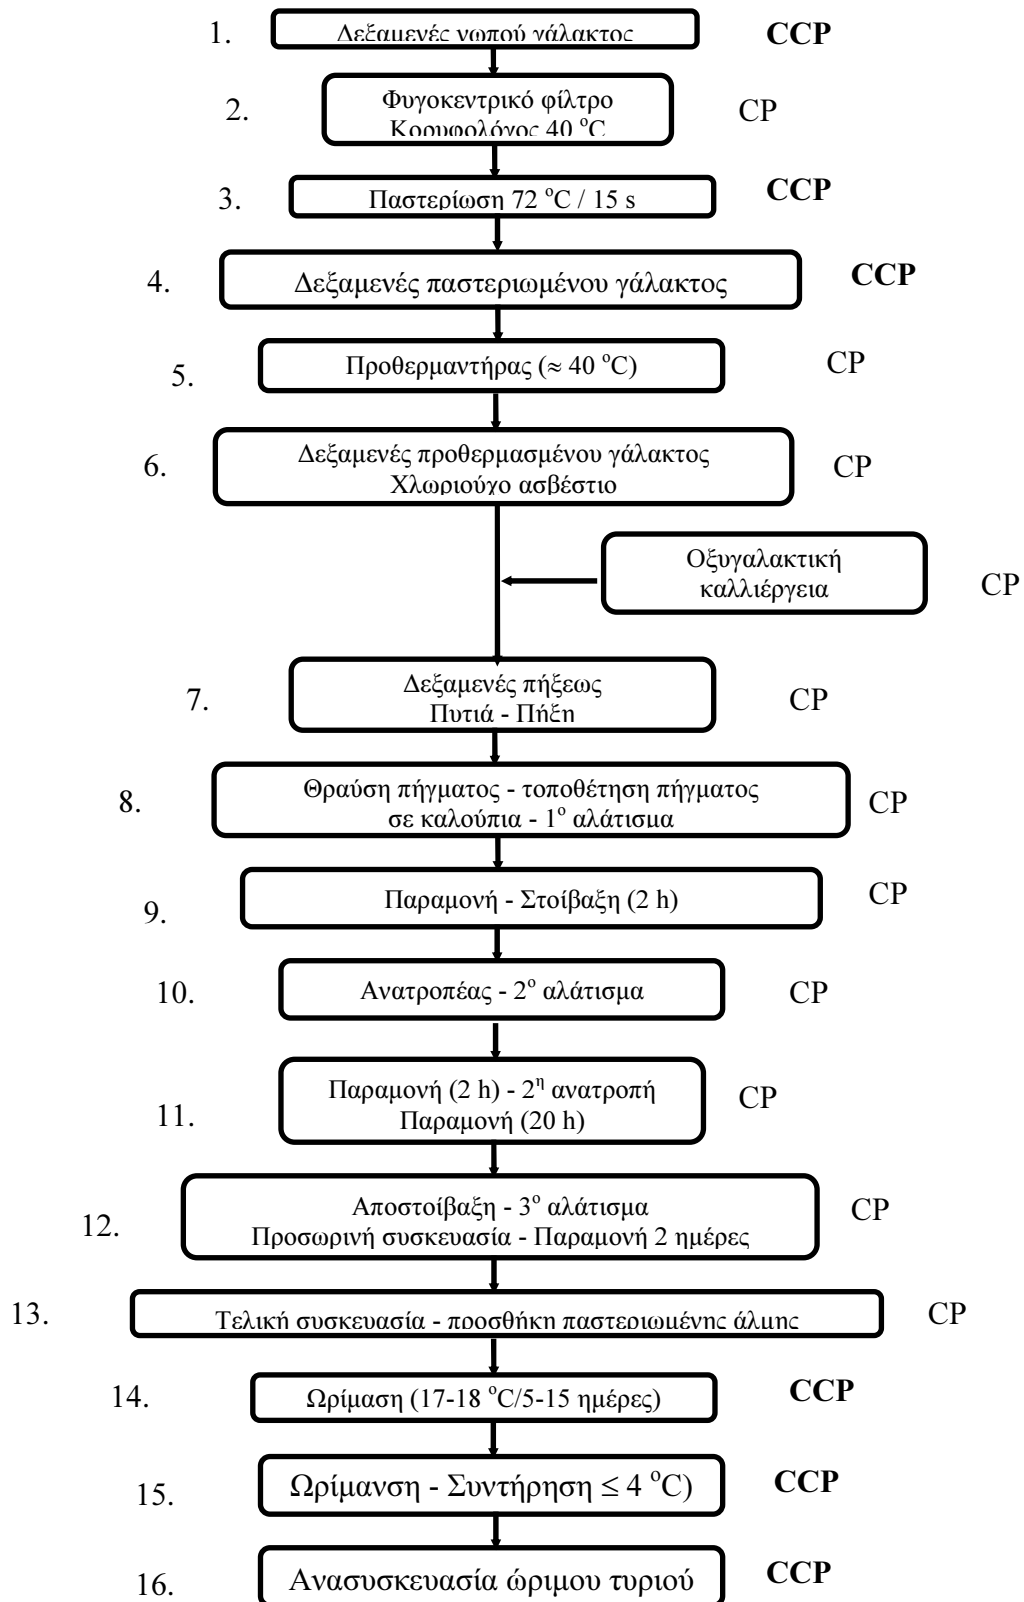 1. Δεξαμενές νωπού γάλακτος CCP
2. Φυγοκεντρικό φίλτρο
Κορυφολόγος 40 °C CP
3. Παστερίωση 72 °C / 15 s CCP
4. Δεξαμενές παστεριωμένου γάλακτος CCP
5. Προθερμαντήρας (≈ 40 °C) CP
6. Δεξαμενές προθερμασμένου γάλακτος
Χλωριούχο ασβέστιο CP
Οξυγαλακτική
καλλιέργεια CP
7. Δεξαμενές πήξεως
Πυτιά - Πήξη CP
8. Θραύση πήγματος - τοποθέτηση πήγματος
σε καλούπια - 1º αλάτισμα CP
9. Παραμονή - Στοίβαξη (2 h) CP
10. Ανατροπέας - 2º αλάτισμα CP
11. Παραμονή (2 h) - 2η ανατροπή
Παραμονή (20 h) CP
12. Αποστοίβαξη - 3º αλάτισμα
Προσωρινή συσκευασία - Παραμονή 2 ημέρες CP
13. Τελική συσκευασία - προσθήκη παστεριωμένης άλμης CP
14. Ωρίμαση (17-18 °C/5-15 ημέρες) CCP
15. Ωρίμανση - Συντήρηση ≤ 4 °C) CCP
16. Ανασυσκευασία ώριμου τυριού CCP